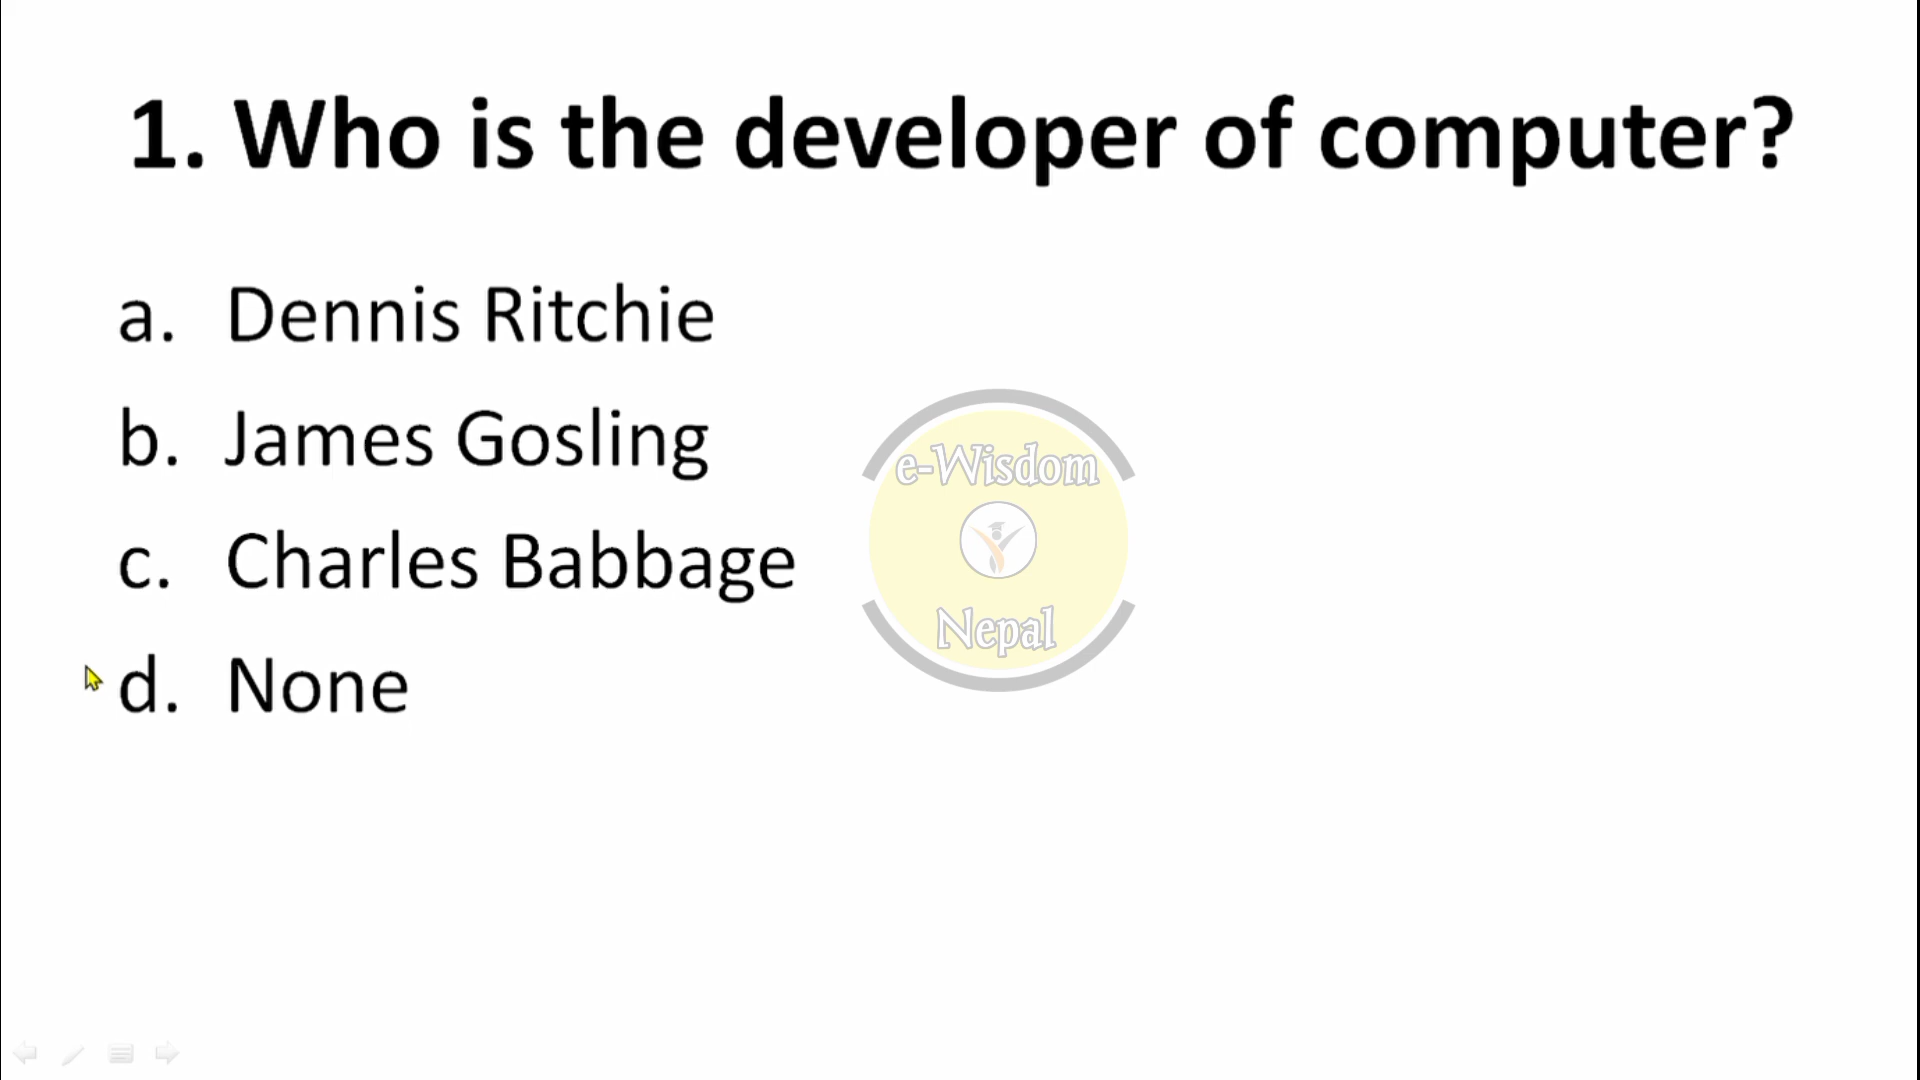 1. Who is the developer of computer?
a. Dennis Ritchie
b. James Gosling
c. Charles Babbage
d. None
e-Wisdom
Nepal